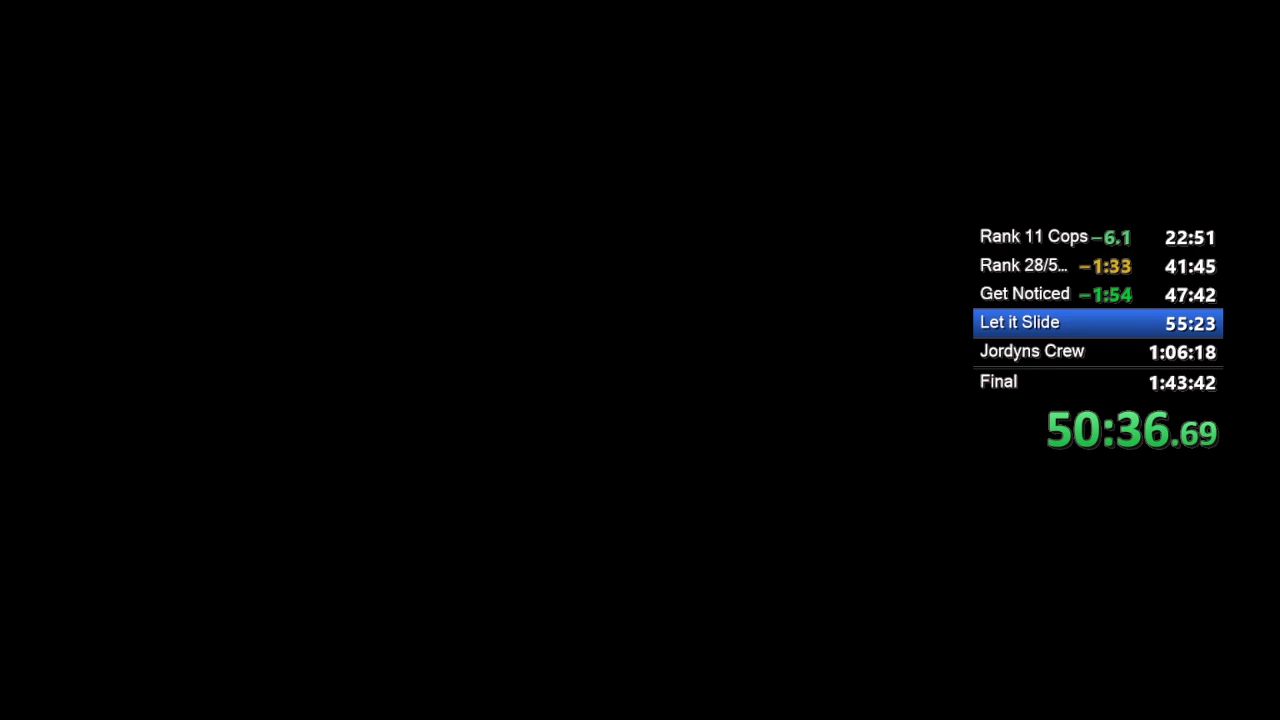 Rank 11 Cops −6.1 22:51
Rank 28/5... −1:33 41:45
Get Noticed −1:54 47:42
Let it Slide 55:23
Jordyns Crew 1:06:18
Final 1:43:42
50:36.69